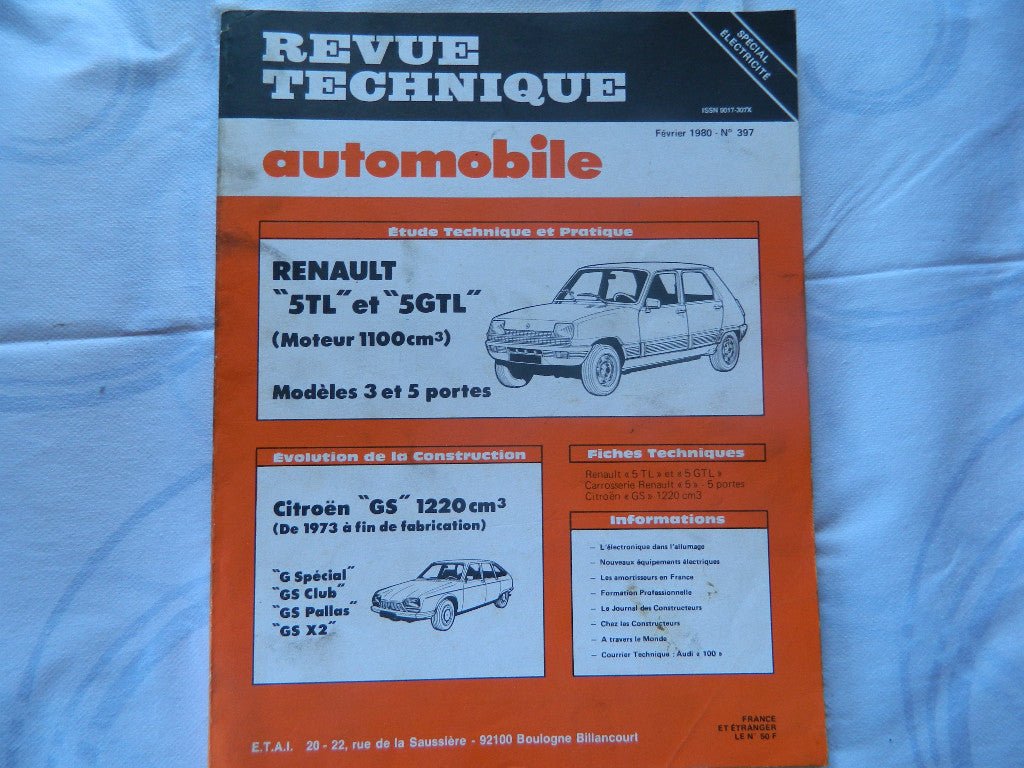 REVUE
TECHNIQUE
SPÉCIAL
ÉLECTRICITÉ
ISSN 0017-307X
Février 1980 - N° 397
automobile
Étude Technique et Pratique
RENAULT
"5TL" et "5GTL"
(Moteur 1100cm3)
Modèles 3 et 5 portes
Évolution de la Construction
Citroën "GS" 1220cm3
(De 1973 à fin de fabrication)
"G Spécial"
"GS Club"
"GS Pallas"
"GS X2"
Fiches Techniques
Renault « 5 TL » et « 5 GTL »
Carrosserie Renault « 5 » - 5 portes
Citroën « GS » 1220 cm3
Informations
— L'électronique dans l'allumage
— Nouveaux équipements électriques
— Les amortisseurs en France
— Formation Professionnelle
— Le Journal des Constructeurs
— Chez les Constructeurs
— A travers le Monde
— Courrier Technique : Audi « 100 »
FRANCE
ET ÉTRANGER
LE N° 50 F
E.T.A.I. 20 - 22, rue de la Saussière - 92100 Boulogne Billancourt